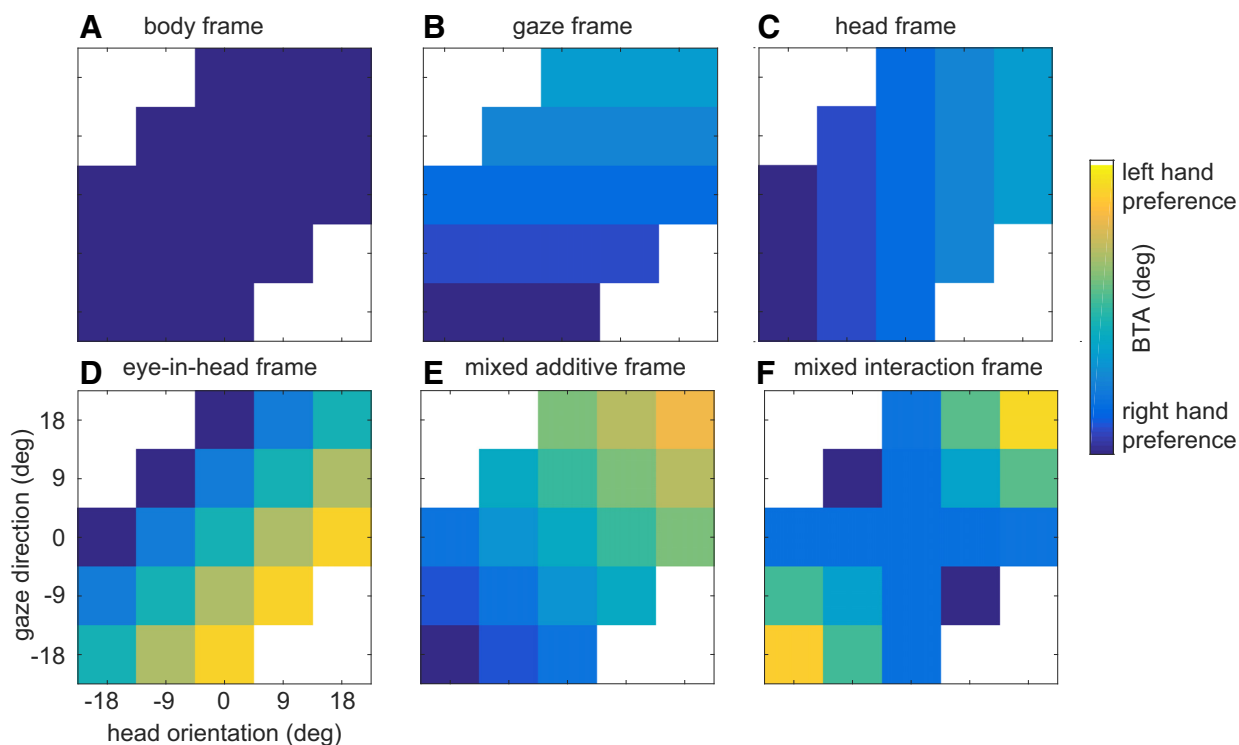 A body frame
B gaze frame
C head frame
left hand
preference
BTA (deg)
right hand
preference
D eye-in-head frame
E mixed additive frame
F mixed interaction frame
gaze direction (deg)
18
9
0
-9
-18
-18 -9 0 9 18
head orientation (deg)